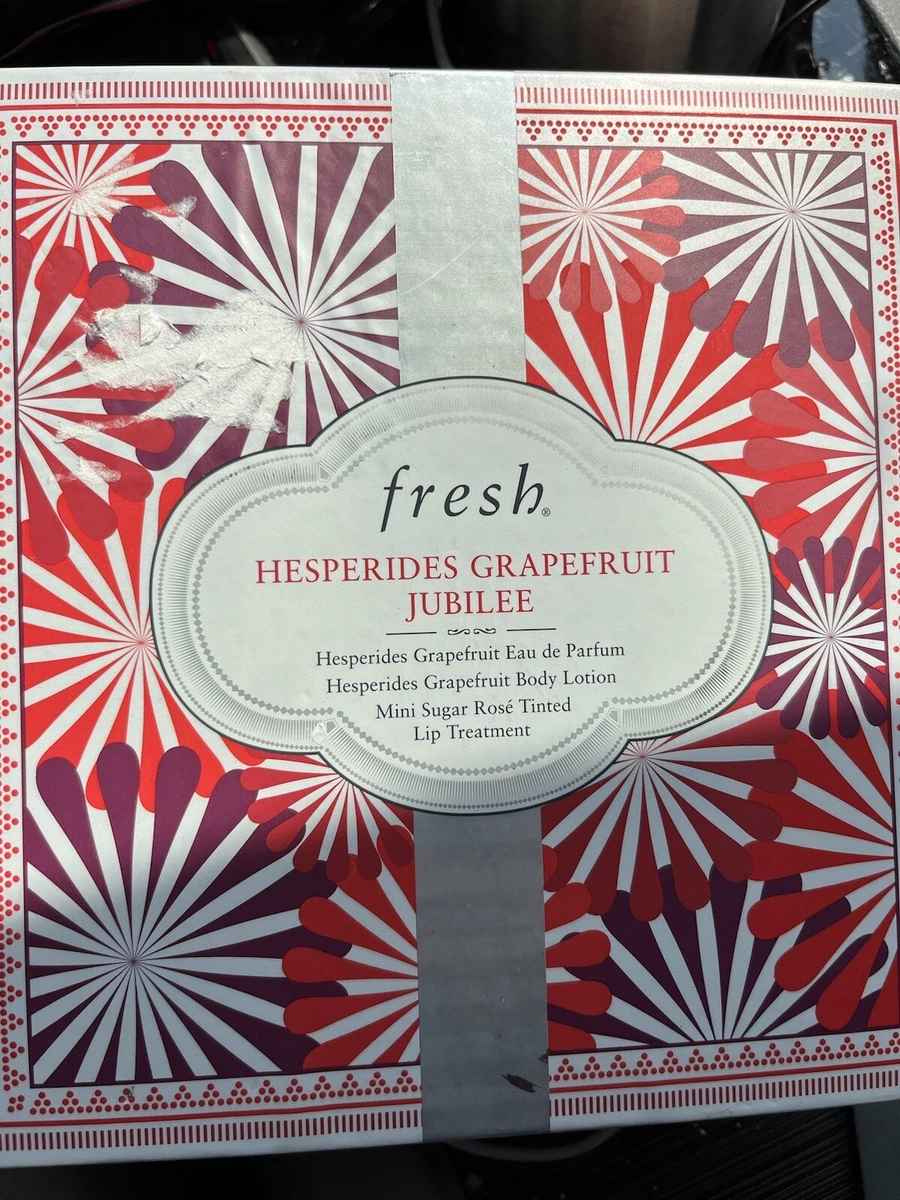 fresh®
HESPERIDES GRAPEFRUIT
JUBILEE
Hesperides Grapefruit Eau de Parfum
Hesperides Grapefruit Body Lotion
Mini Sugar Rosé Tinted
Lip Treatment